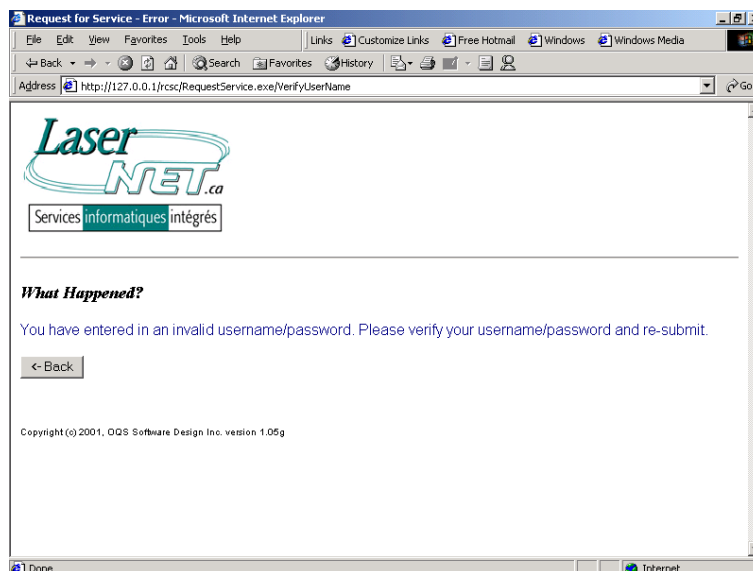 Request for Service - Error - Microsoft Internet Explorer
File Edit View Favorites Tools Help Links Customize Links Free Hotmail Windows Windows Media
Back Search Favorites History
Address http://127.0.0.1/rcsc/RequestService.exe/VerifyUserName Go
Laser
NET.ca
Services informatiques intégrés
What Happened?
You have entered in an invalid username/password. Please verify your username/password and re-submit.
<- Back
Copyright (c) 2001, OQS Software Design Inc. version 1.05g
Done Internet